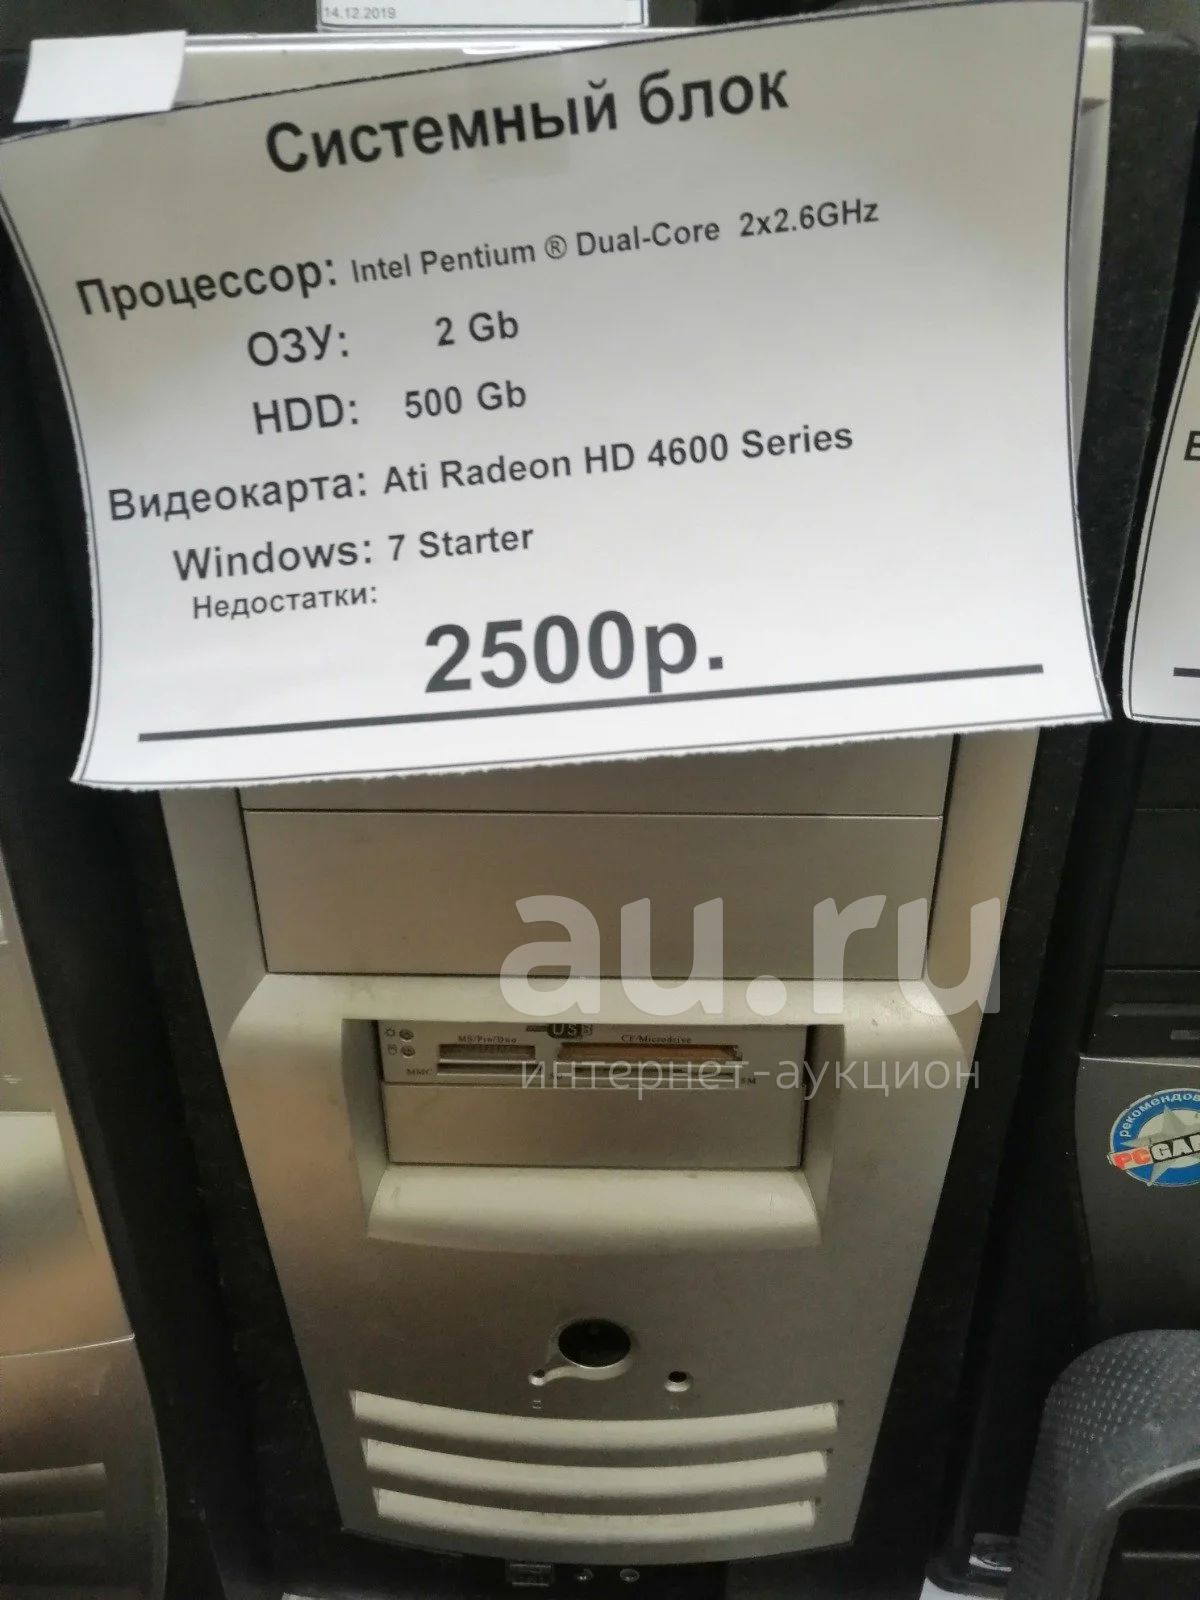 14.12.2019
Системный блок
Процессор: Intel Pentium ® Dual-Core 2x2.6GHz
ОЗУ: 2 Gb
HDD: 500 Gb
Видеокарта: Ati Radeon HD 4600 Series
Windows: 7 Starter
Недостатки:
2500р.
au.ru
интернет-аукцион
USB
MS/Pro/Duo
CF/Microdrive
MMC
SM
PC